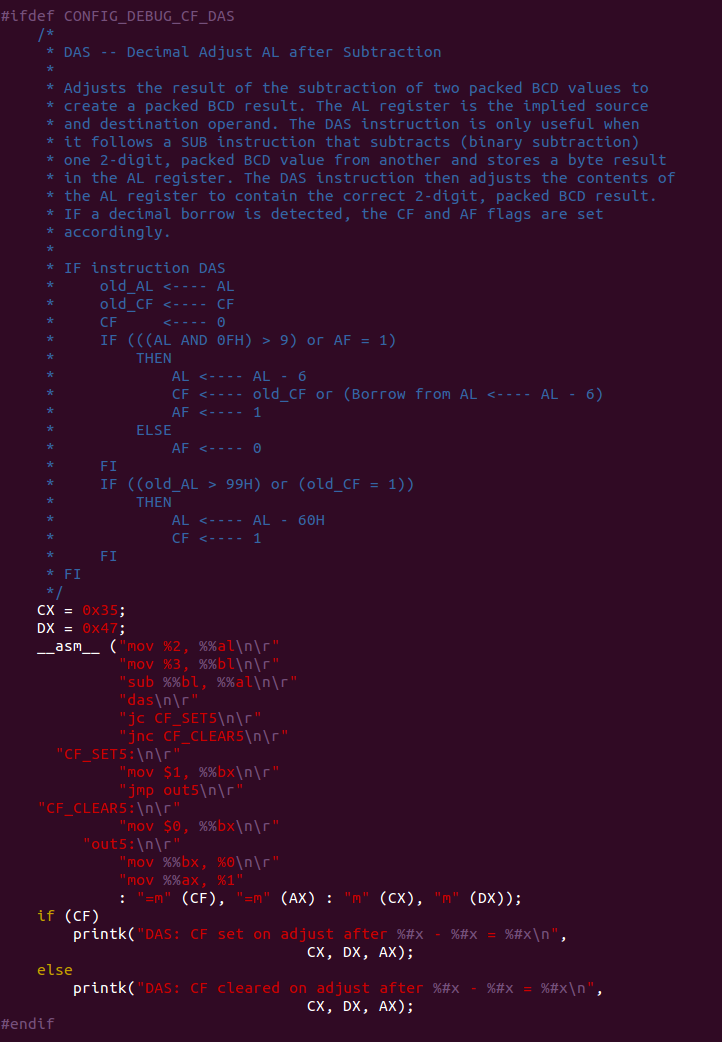 #ifdef CONFIG_DEBUG_CF_DAS
    /*
     * DAS -- Decimal Adjust AL after Subtraction
     *
     * Adjusts the result of the subtraction of two packed BCD values to
     * create a packed BCD result. The AL register is the implied source
     * and destination operand. The DAS instruction is only useful when
     * it follows a SUB instruction that subtracts (binary subtraction)
     * one 2-digit, packed BCD value from another and stores a byte result
     * in the AL register. The DAS instruction then adjusts the contents of
     * the AL register to contain the correct 2-digit, packed BCD result.
     * IF a decimal borrow is detected, the CF and AF flags are set
     * accordingly.
     *
     * IF instruction DAS
     *     old_AL <---- AL
     *     old_CF <---- CF
     *     CF     <---- 0
     *     IF (((AL AND 0FH) > 9) or AF = 1)
     *         THEN
     *             AL <---- AL - 6
     *             CF <---- old_CF or (Borrow from AL <---- AL - 6)
     *             AF <---- 1
     *         ELSE
     *             AF <---- 0
     *     FI
     *     IF ((old_AL > 99H) or (old_CF = 1))
     *         THEN
     *             AL <---- AL - 60H
     *             CF <---- 1
     *     FI
     * FI
     */
    CX = 0x35;
    DX = 0x47;
    __asm__ ("mov %2, %%al\n\r"
             "mov %3, %%bl\n\r"
             "sub %%bl, %%al\n\r"
             "das\n\r"
             "jc CF_SET5\n\r"
             "jnc CF_CLEAR5\n\r"
      "CF_SET5:\n\r"
             "mov $1, %%bx\n\r"
             "jmp out5\n\r"
    "CF_CLEAR5:\n\r"
             "mov $0, %%bx\n\r"
         "out5:\n\r"
             "mov %%bx, %0\n\r"
             "mov %%ax, %1"
             : "=m" (CF), "=m" (AX) : "m" (CX), "m" (DX));
    if (CF)
        printk("DAS: CF set on adjust after %#x - %#x = %#x\n",
                                  CX, DX, AX);
    else
        printk("DAS: CF cleared on adjust after %#x - %#x = %#x\n",
                                  CX, DX, AX);
#endif